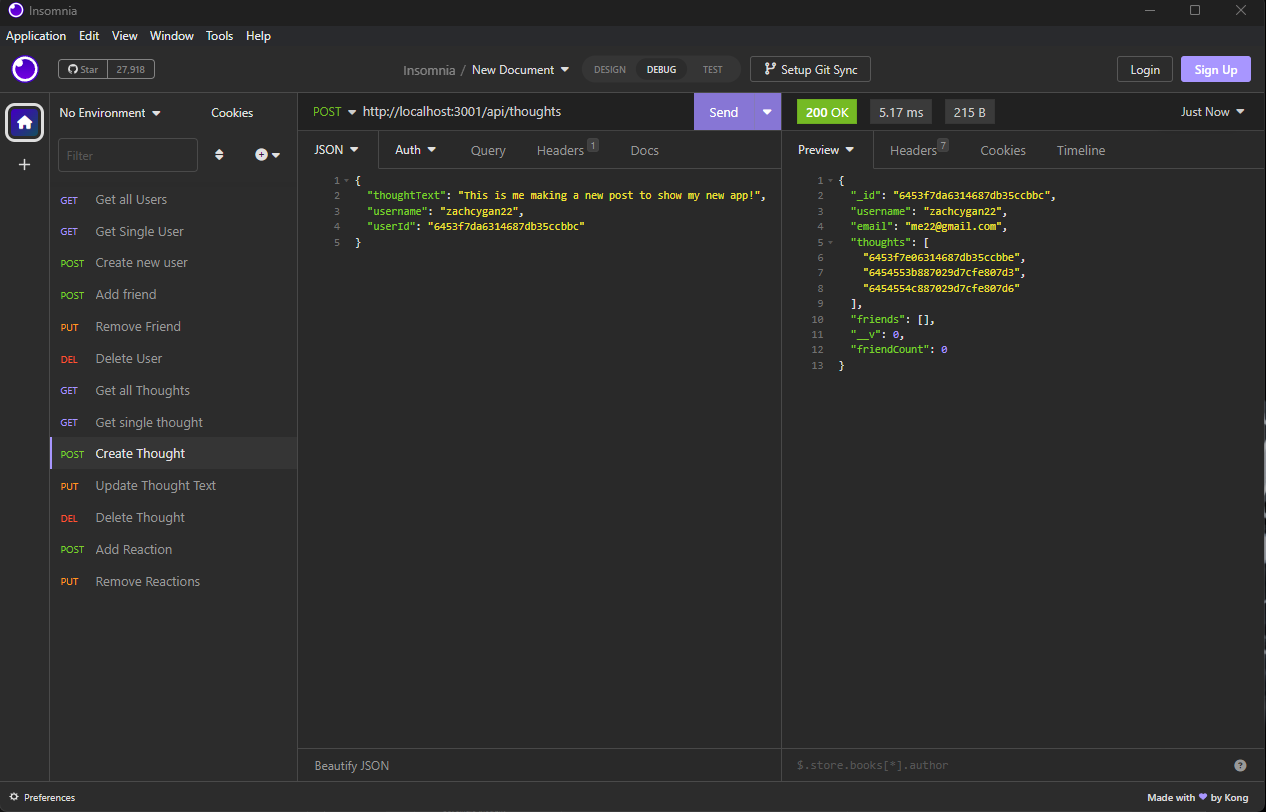 Insomnia
Application Edit View Window Tools Help
Star 27,918
Insomnia / New Document
DESIGN DEBUG TEST
Setup Git Sync
Login Sign Up
No Environment Cookies
Filter
GET Get all Users
GET Get Single User
POST Create new user
POST Add friend
PUT Remove Friend
DEL Delete User
GET Get all Thoughts
GET Get single thought
POST Create Thought
PUT Update Thought Text
DEL Delete Thought
POST Add Reaction
PUT Remove Reactions
POST http://localhost:3001/api/thoughts Send
JSON Auth Query Headers 1 Docs
1 {
2 "thoughtText": "This is me making a new post to show my new app!",
3 "username": "zachcygan22",
4 "userId": "6453f7da6314687db35ccbbc"
5 }
Beautify JSON
200 OK 5.17 ms 215 B Just Now
Preview Headers 7 Cookies Timeline
1 {
2 "_id": "6453f7da6314687db35ccbbc",
3 "username": "zachcygan22",
4 "email": "me22@gmail.com",
5 "thoughts": [
6 "6453f7e06314687db35ccbbe",
7 "6454553b887029d7cfe807d3",
8 "6454554c887029d7cfe807d6"
9 ],
10 "friends": [],
11 "__v": 0,
12 "friendCount": 0
13 }
$.store.books[*].author ?
Preferences
Made with ♥ by Kong